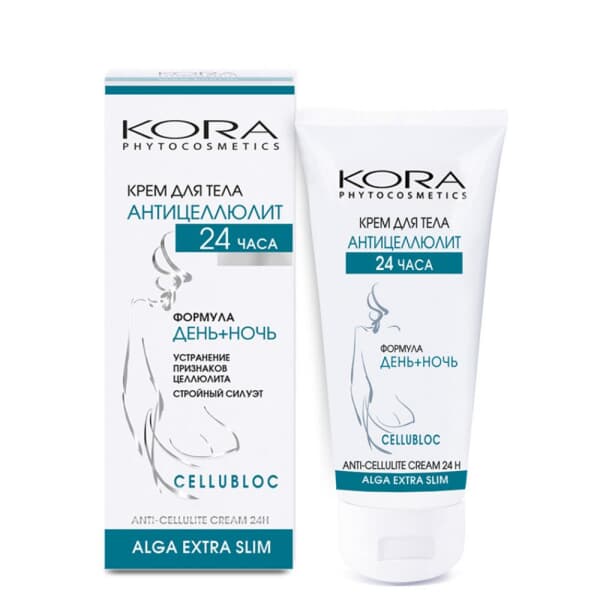 KORA
PHYTOCOSMETICS
КРЕМ ДЛЯ ТЕЛА
АНТИЦЕЛЛЮЛИТ
24 ЧАСА
ФОРМУЛА
ДЕНЬ+НОЧЬ
УСТРАНЕНИЕ
ПРИЗНАКОВ
ЦЕЛЛЮЛИТА
СТРОЙНЫЙ СИЛУЭТ
CELLUBLOC
ANTI-CELLULITE CREAM 24H
ALGA EXTRA SLIM
KORA
PHYTOCOSMETICS
КРЕМ ДЛЯ ТЕЛА
АНТИЦЕЛЛЮЛИТ
24 ЧАСА
ФОРМУЛА
ДЕНЬ+НОЧЬ
CELLUBLOC
ANTI-CELLULITE CREAM 24 H
ALGA EXTRA SLIM